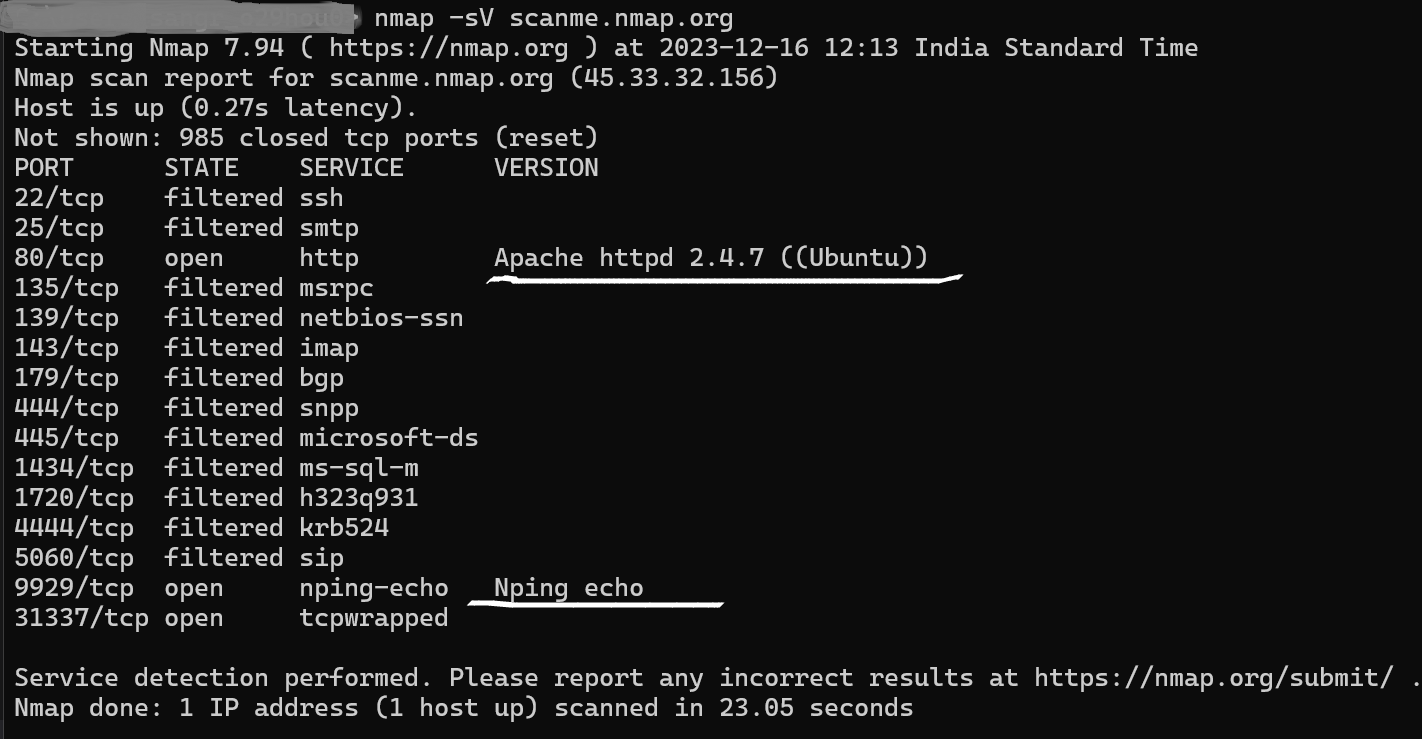 nmap -sV scanme.nmap.org
Starting Nmap 7.94 ( https://nmap.org ) at 2023-12-16 12:13 India Standard Time
Nmap scan report for scanme.nmap.org (45.33.32.156)
Host is up (0.27s latency).
Not shown: 985 closed tcp ports (reset)
PORT      STATE    SERVICE      VERSION
22/tcp    filtered ssh
25/tcp    filtered smtp
80/tcp    open     http         Apache httpd 2.4.7 ((Ubuntu))
135/tcp   filtered msrpc
139/tcp   filtered netbios-ssn
143/tcp   filtered imap
179/tcp   filtered bgp
444/tcp   filtered snpp
445/tcp   filtered microsoft-ds
1434/tcp  filtered ms-sql-m
1720/tcp  filtered h323q931
4444/tcp  filtered krb524
5060/tcp  filtered sip
9929/tcp  open     nping-echo   Nping echo
31337/tcp open     tcpwrapped
Service detection performed. Please report any incorrect results at https://nmap.org/submit/ .
Nmap done: 1 IP address (1 host up) scanned in 23.05 seconds